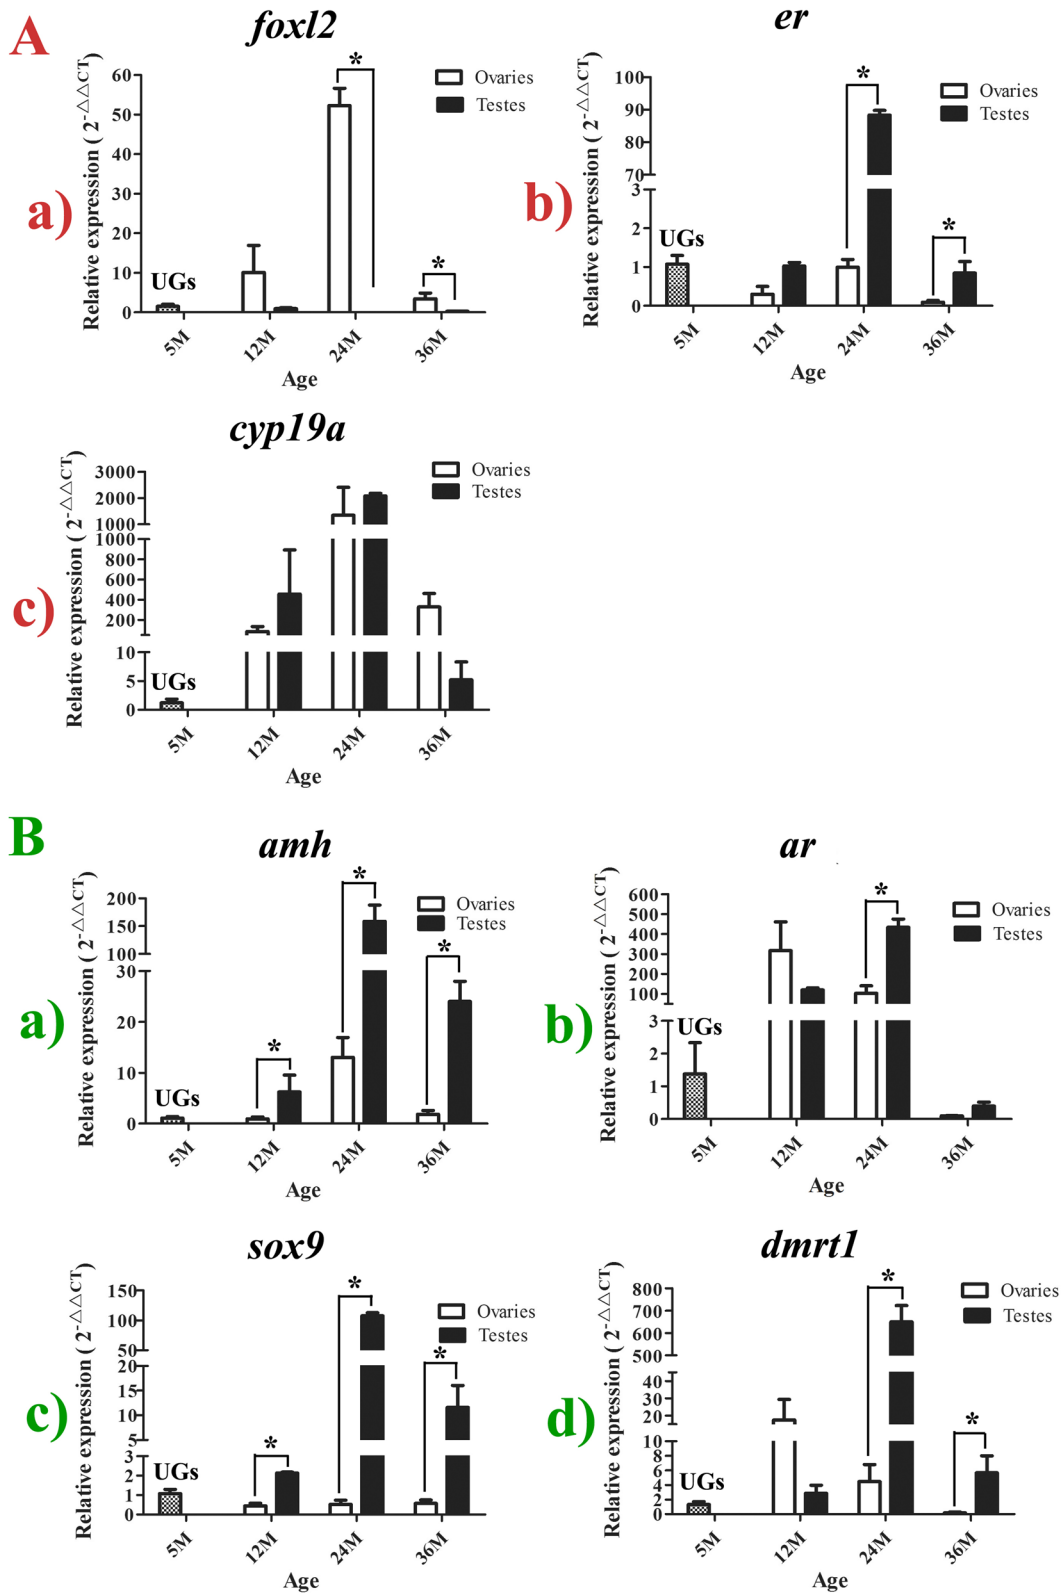 A
foxl2
Relative expression ( 2-△△CT)
60
50
40
30
20
10
0
*
*
Ovaries
Testes
a)
UGs
5M
12M
24M
36M
Age
er
Relative expression ( 2-△△CT)
100
90
80
70
3
2
1
0
*
*
Ovaries
Testes
b)
UGs
5M
12M
24M
36M
Age
cyp19a
Relative expression ( 2-△△CT)
3000
2000
1000
1000
800
600
400
200
10
5
0
Ovaries
Testes
c)
UGs
5M
12M
24M
36M
Age
B
amh
Relative expression ( 2-△△CT)
200
150
100
30
20
10
0
*
*
*
Ovaries
Testes
a)
UGs
5M
12M
24M
36M
Age
ar
Relative expression ( 2-△△CT)
600
500
400
300
200
100
3
2
1
0
*
Ovaries
Testes
b)
UGs
5M
12M
24M
36M
Age
sox9
Relative expression ( 2-△△CT)
150
100
50
20
15
10
5
3
2
1
0
*
*
*
Ovaries
Testes
c)
UGs
5M
12M
24M
36M
Age
dmrt1
Relative expression ( 2-△△CT)
800
700
600
500
40
30
20
10
8
6
4
2
0
*
*
Ovaries
Testes
d)
UGs
5M
12M
24M
36M
Age